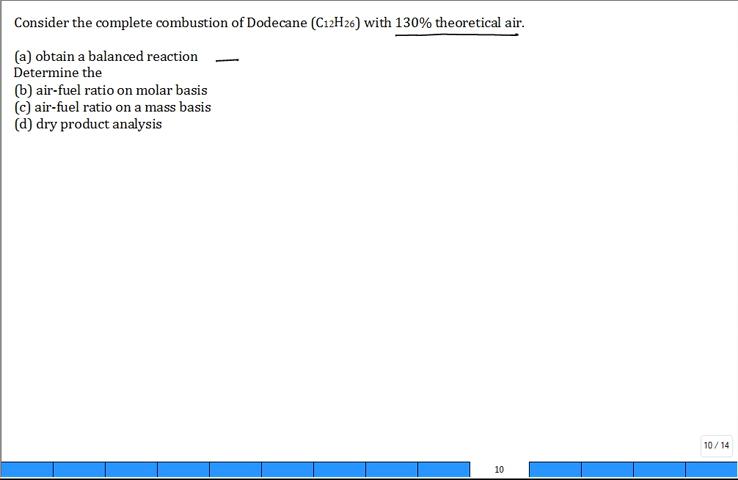 Consider the complete combustion of Dodecane (C12H26) with 130% theoretical air.
(a) obtain a balanced reaction
Determine the
(b) air-fuel ratio on molar basis
(c) air-fuel ratio on a mass basis
(d) dry product analysis
10 / 14
10